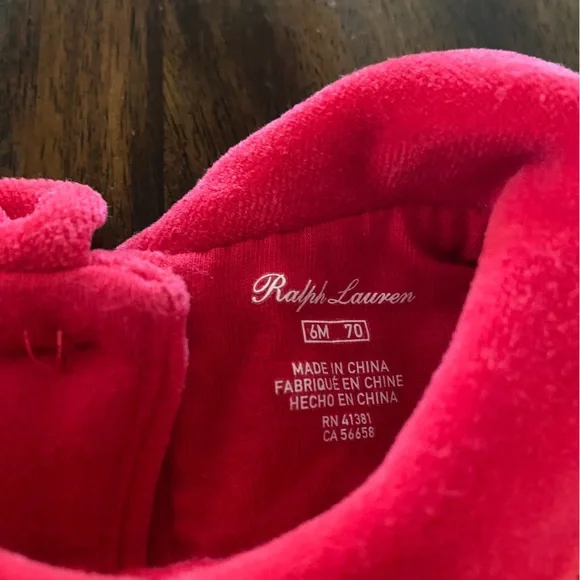 Ralph Lauren
6M 70
MADE IN CHINA
FABRIQUÉ EN CHINE
HECHO EN CHINA
RN 41381
CA 56658